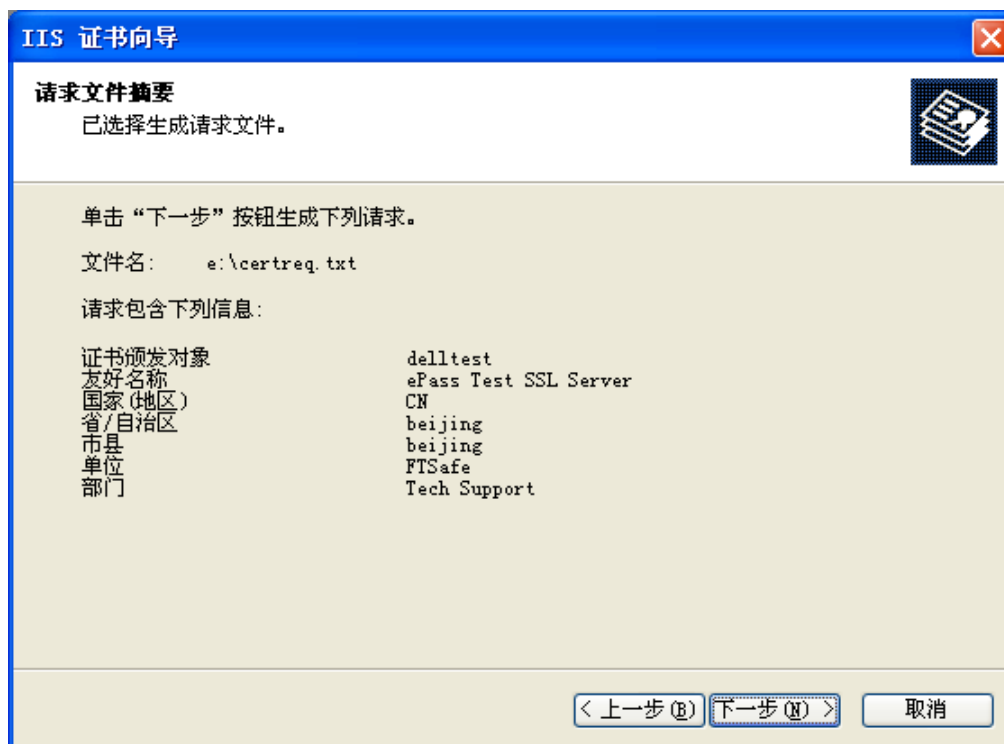 IIS 证书向导
请求文件摘要
已选择生成请求文件。
单击“下一步”按钮生成下列请求。
文件名: e:\certreq.txt
请求包含下列信息:
证书颁发对象 delltest
友好名称 ePass Test SSL Server
国家(地区) CN
省/自治区 beijing
市县 beijing
单位 FTSafe
部门 Tech Support
< 上一步(B) 下一步(N) > 取消